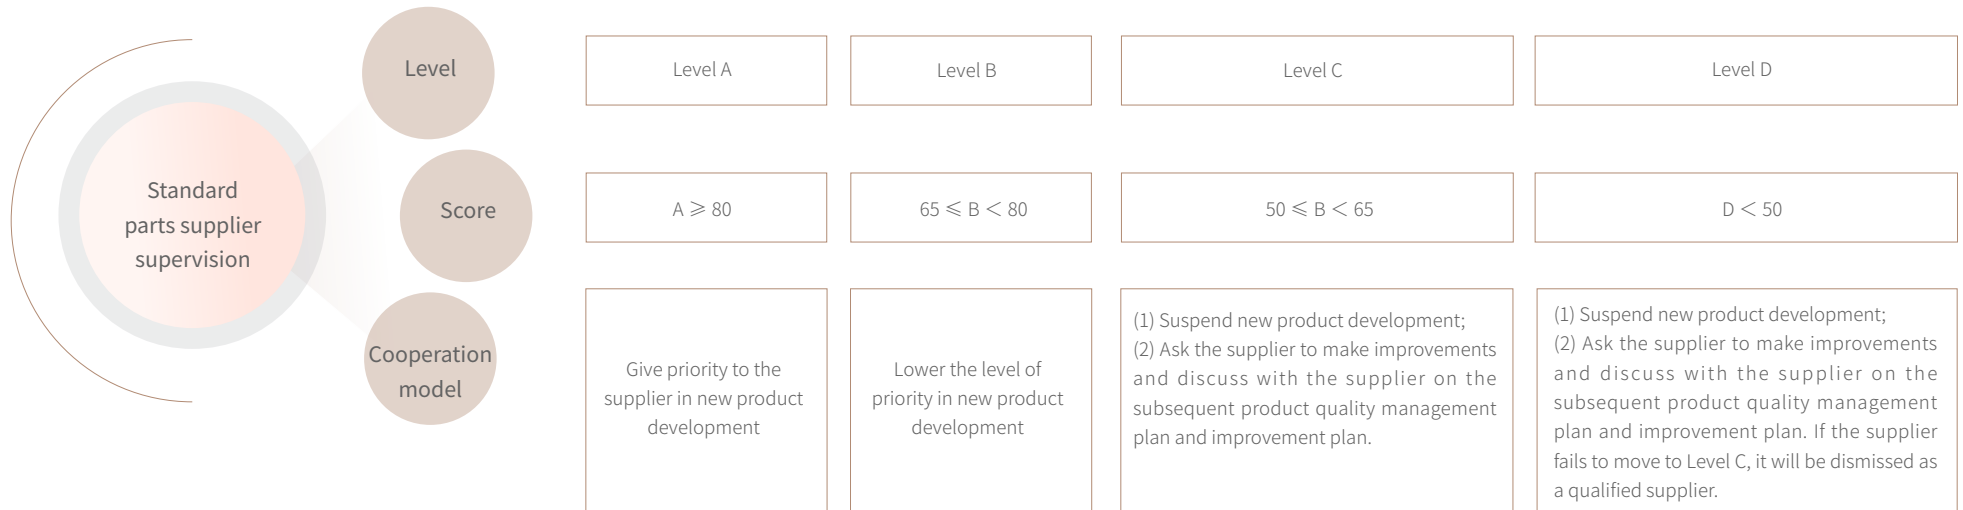 Standard
parts supplier
supervision
Level
Level A
Level B
Level C
Level D
Score
A ⩾ 80
65 ⩽ B < 80
50 ⩽ B < 65
D < 50
Cooperation
model
Give priority to the
supplier in new product
development
Lower the level of
priority in new product
development
(1) Suspend new product development;
(2) Ask the supplier to make improvements
and discuss with the supplier on the
subsequent product quality management
plan and improvement plan.
(1) Suspend new product development;
(2) Ask the supplier to make improvements
and discuss with the supplier on the
subsequent product quality management
plan and improvement plan. If the supplier
fails to move to Level C, it will be dismissed as
a qualified supplier.